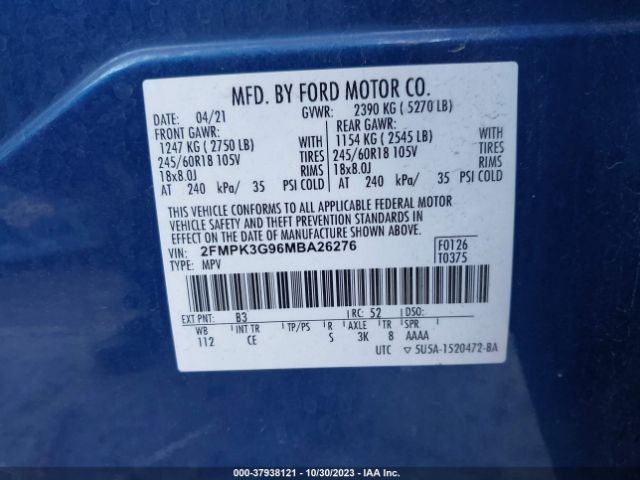 MFD. BY FORD MOTOR CO.
DATE: 04/21 GVWR: 2390 KG ( 5270 LB)
FRONT GAWR: REAR GAWR:
1247 KG ( 2750 LB) WITH 1154 KG ( 2545 LB) WITH
245/60R18 105V TIRES 245/60R18 105V TIRES
18x8.0J RIMS 18x8.0J RIMS
AT 240 kPa/ 35 PSI COLD AT 240 kPa/ 35 PSI COLD
THIS VEHICLE CONFORMS TO ALL APPLICABLE FEDERAL MOTOR
VEHICLE SAFETY AND THEFT PREVENTION STANDARDS IN
EFFECT ON THE DATE OF MANUFACTURE SHOWN ABOVE.
VIN: 2FMPK3G96MBA26276 F0126
TYPE: MPV T0375
EXT PNT: B3 RC: 52 DSO:
WB INT TR TP/PS R AXLE TR SPR
112 CE S 3K 8 AAAA
UTC ▽ 5U5A-1520472-BA
000-37938121 - 10/30/2023 - IAA Inc.